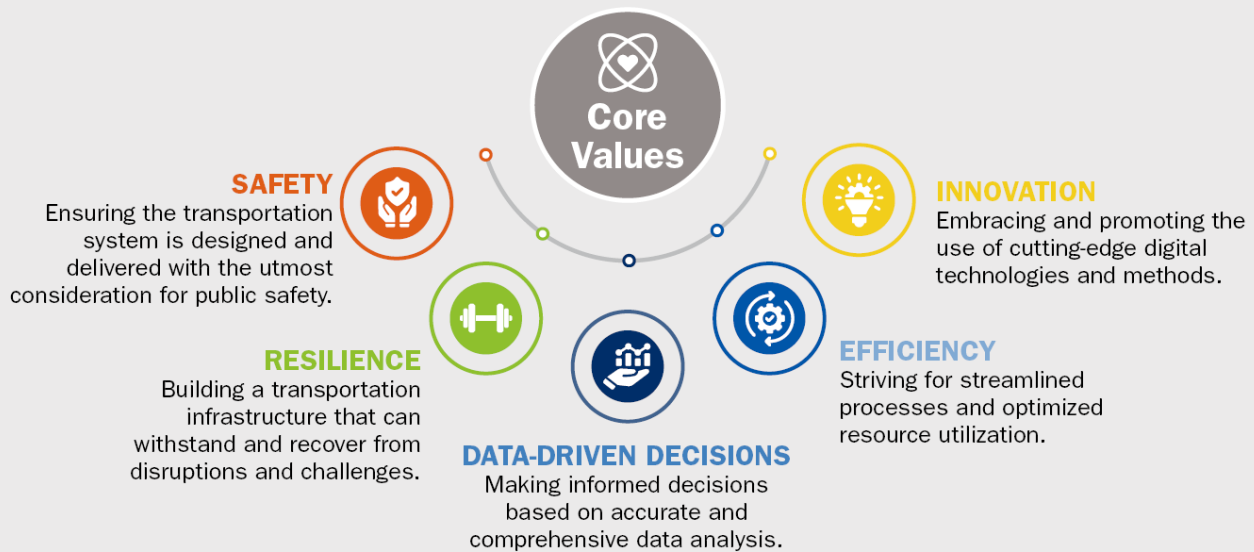 Core
Values
SAFETY
Ensuring the transportation
system is designed and
delivered with the utmost
consideration for public safety.
RESILIENCE
Building a transportation
infrastructure that can
withstand and recover from
disruptions and challenges.
DATA-DRIVEN DECISIONS
Making informed decisions
based on accurate and
comprehensive data analysis.
EFFICIENCY
Striving for streamlined
processes and optimized
resource utilization.
INNOVATION
Embracing and promoting the
use of cutting-edge digital
technologies and methods.